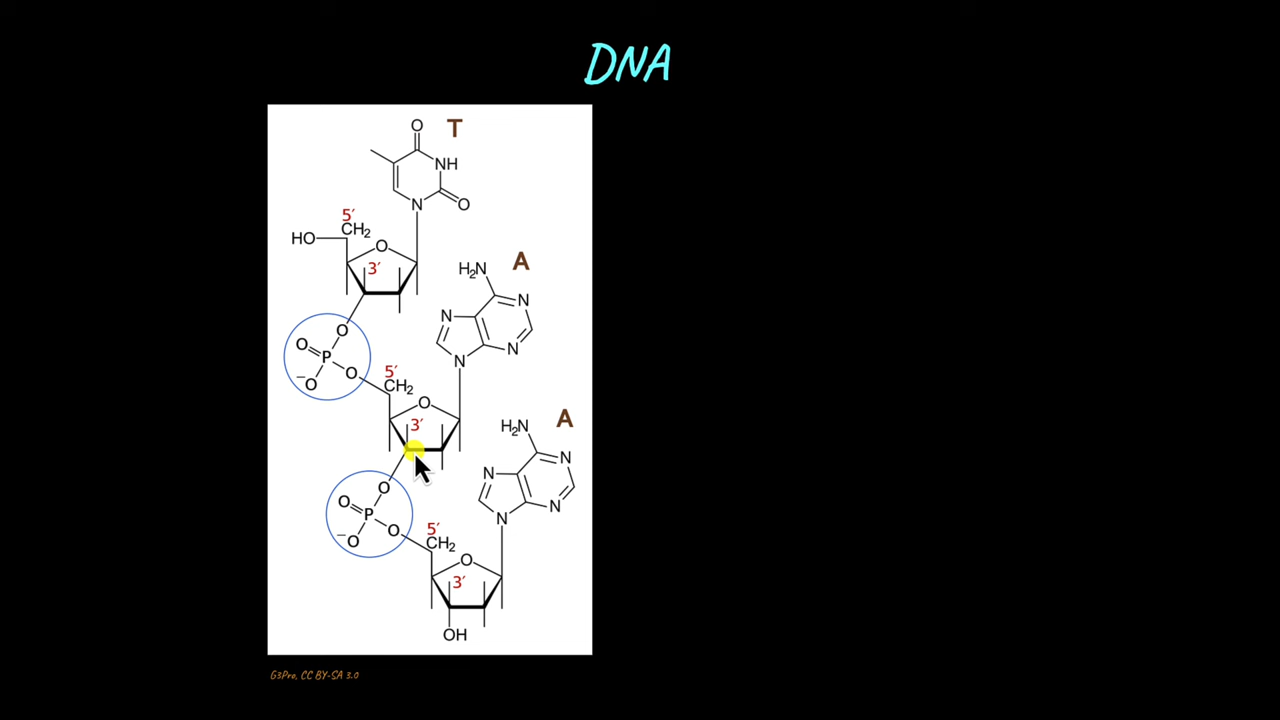 DNA
O
T
NH
N
O
5′
CH₂
HO
O
3′
A
H₂N
N
N
N
N
O
O
P
O
⁻O
5′
CH₂
O
3′
A
H₂N
N
N
N
N
O
O
P
O
⁻O
5′
CH₂
O
3′
OH
G3Pro, CC BY-SA 3.0